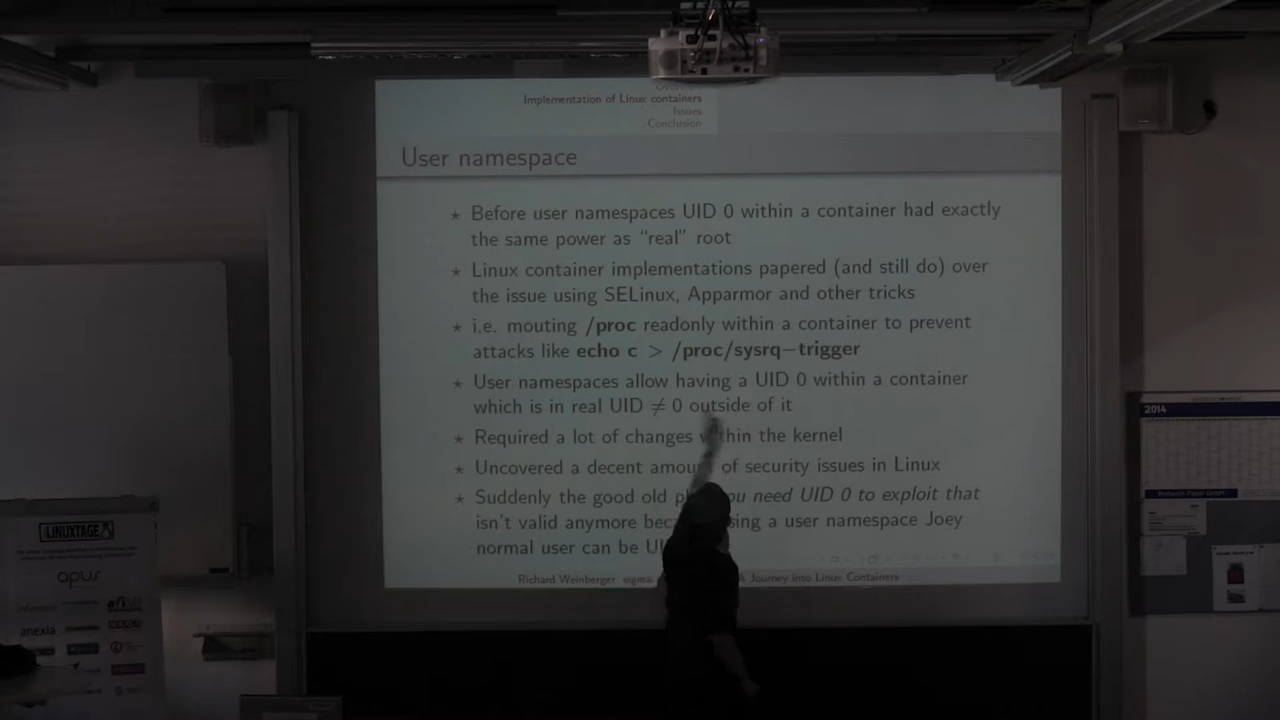 Implementation of Linux containers
Issues
Conclusion
User namespace
⋆ Before user namespaces UID 0 within a container had exactly
the same power as “real” root
⋆ Linux container implementations papered (and still do) over
the issue using SELinux, Apparmor and other tricks
⋆ i.e. mouting /proc readonly within a container to prevent
attacks like echo c > /proc/sysrq−trigger
⋆ User namespaces allow having a UID 0 within a container
which is in real UID ≠ 0 outside of it
⋆ Required a lot of changes within the kernel
⋆ Uncovered a decent amou of security issues in Linux
⋆ Suddenly the good old need UID 0 to exploit that
isn’t valid anymore a user namespace Joey
normal user can be
Richard Weinberger sigma Journey into Linux Containers
2014
LINUXTAGE
apus
anexia